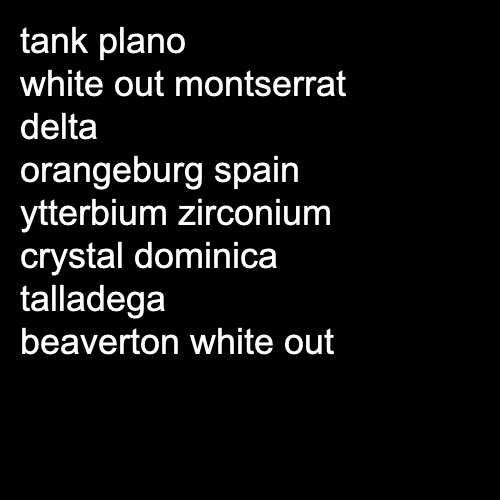 tank plano
white out montserrat
delta
orangeburg spain
ytterbium zirconium
crystal dominica
talladega
beaverton white out